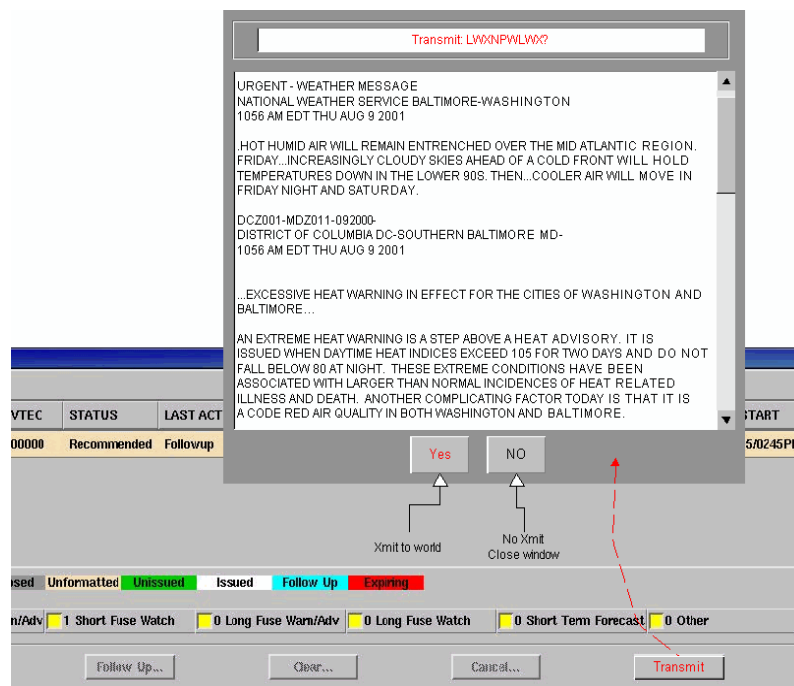 Transmit: LWXNPWLWX?
URGENT - WEATHER MESSAGE
NATIONAL WEATHER SERVICE BALTIMORE-WASHINGTON
1056 AM EDT THU AUG 9 2001
.HOT HUMID AIR WILL REMAIN ENTRENCHED OVER THE MID ATLANTIC REGION.
FRIDAY...INCREASINGLY CLOUDY SKIES AHEAD OF A COLD FRONT WILL HOLD
TEMPERATURES DOWN IN THE LOWER 90S. THEN...COOLER AIR WILL MOVE IN
FRIDAY NIGHT AND SATURDAY.
DCZ001-MDZ011-092000-
DISTRICT OF COLUMBIA DC-SOUTHERN BALTIMORE MD-
1056 AM EDT THU AUG 9 2001
...EXCESSIVE HEAT WARNING IN EFFECT FOR THE CITIES OF WASHINGTON AND
BALTIMORE...
AN EXTREME HEAT WARNING IS A STEP ABOVE A HEAT ADVISORY. IT IS
ISSUED WHEN DAYTIME HEAT INDICES EXCEED 105 FOR TWO DAYS AND DO NOT
FALL BELOW 80 AT NIGHT. THESE EXTREME CONDITIONS HAVE BEEN
ASSOCIATED WITH LARGER THAN NORMAL INCIDENCES OF HEAT RELATED
ILLNESS AND DEATH. ANOTHER COMPLICATING FACTOR TODAY IS THAT IT IS
A CODE RED AIR QUALITY IN BOTH WASHINGTON AND BALTIMORE.
VTEC STATUS LAST ACT START
00000 Recommended Followup 5/0245P
Yes NO
Xmit to world
No Xmit
Close window
osed Unformatted Unissued Issued Follow Up Expiring
n/Adv 1 Short Fuse Watch 0 Long Fuse Warn/Adv 0 Long Fuse Watch 0 Short Term Forecast 0 Other
Follow Up... Clear... Cancel... Transmit